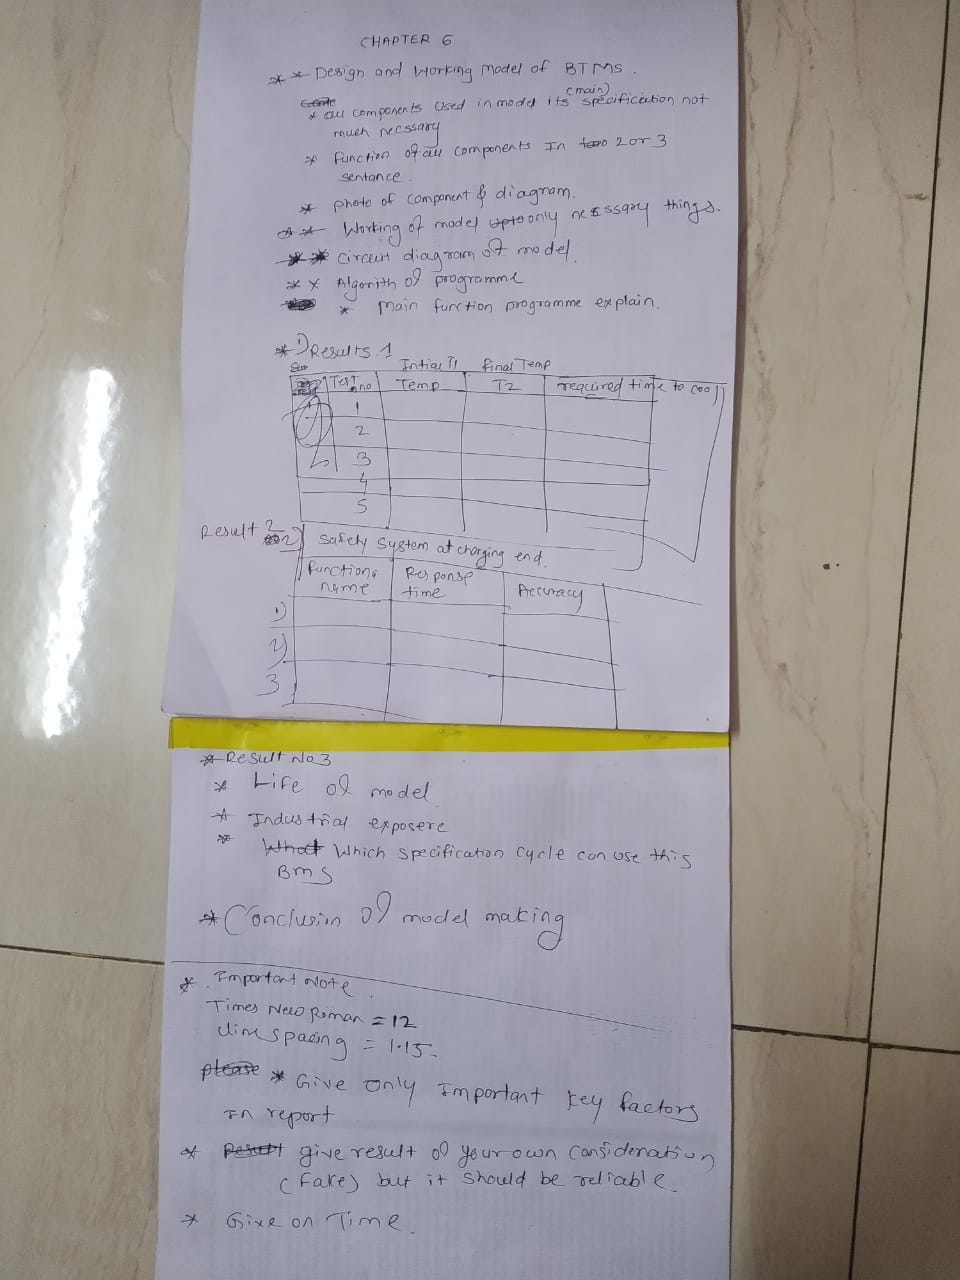 CHAPTER 6
* * Design and Working Model of BTMS.
* all components used in model its (main) specification not
much necssary
* function of all components In 2 or 3
sentance.
* photo of component & diagram.
* Working of model upto only necessary things.
* * circuit diagram of model.
* * Algorith of programme
* main function programme explain.
* 1) Results 1
Test no Intial T1 Temp final Temp T2 required time to cool
1
2
3
4
5
Result 2 2) safety system at charging end.
functions name Response time Accuracy
1)
2)
3
* Result No 3
* Life of model
* Industrial exposere
* What Which specification cycle can use this
Bms
* Conclusion of model making
* Important Note
Times New Roman = 12
line spacing = 1.15
please * Give only Important key factors
In report
* Result give result of your own consideration
(fake) but it should be reliable
* Give on Time.